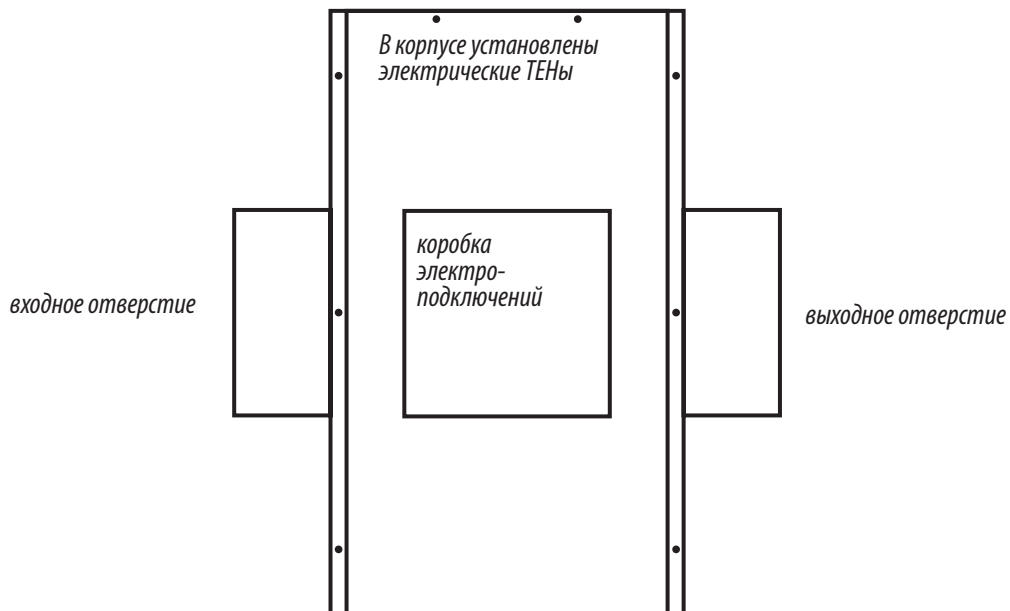 В корпусе установлены
электрические ТЕНы
коробка
электро-
подключений
входное отверстие
выходное отверстие